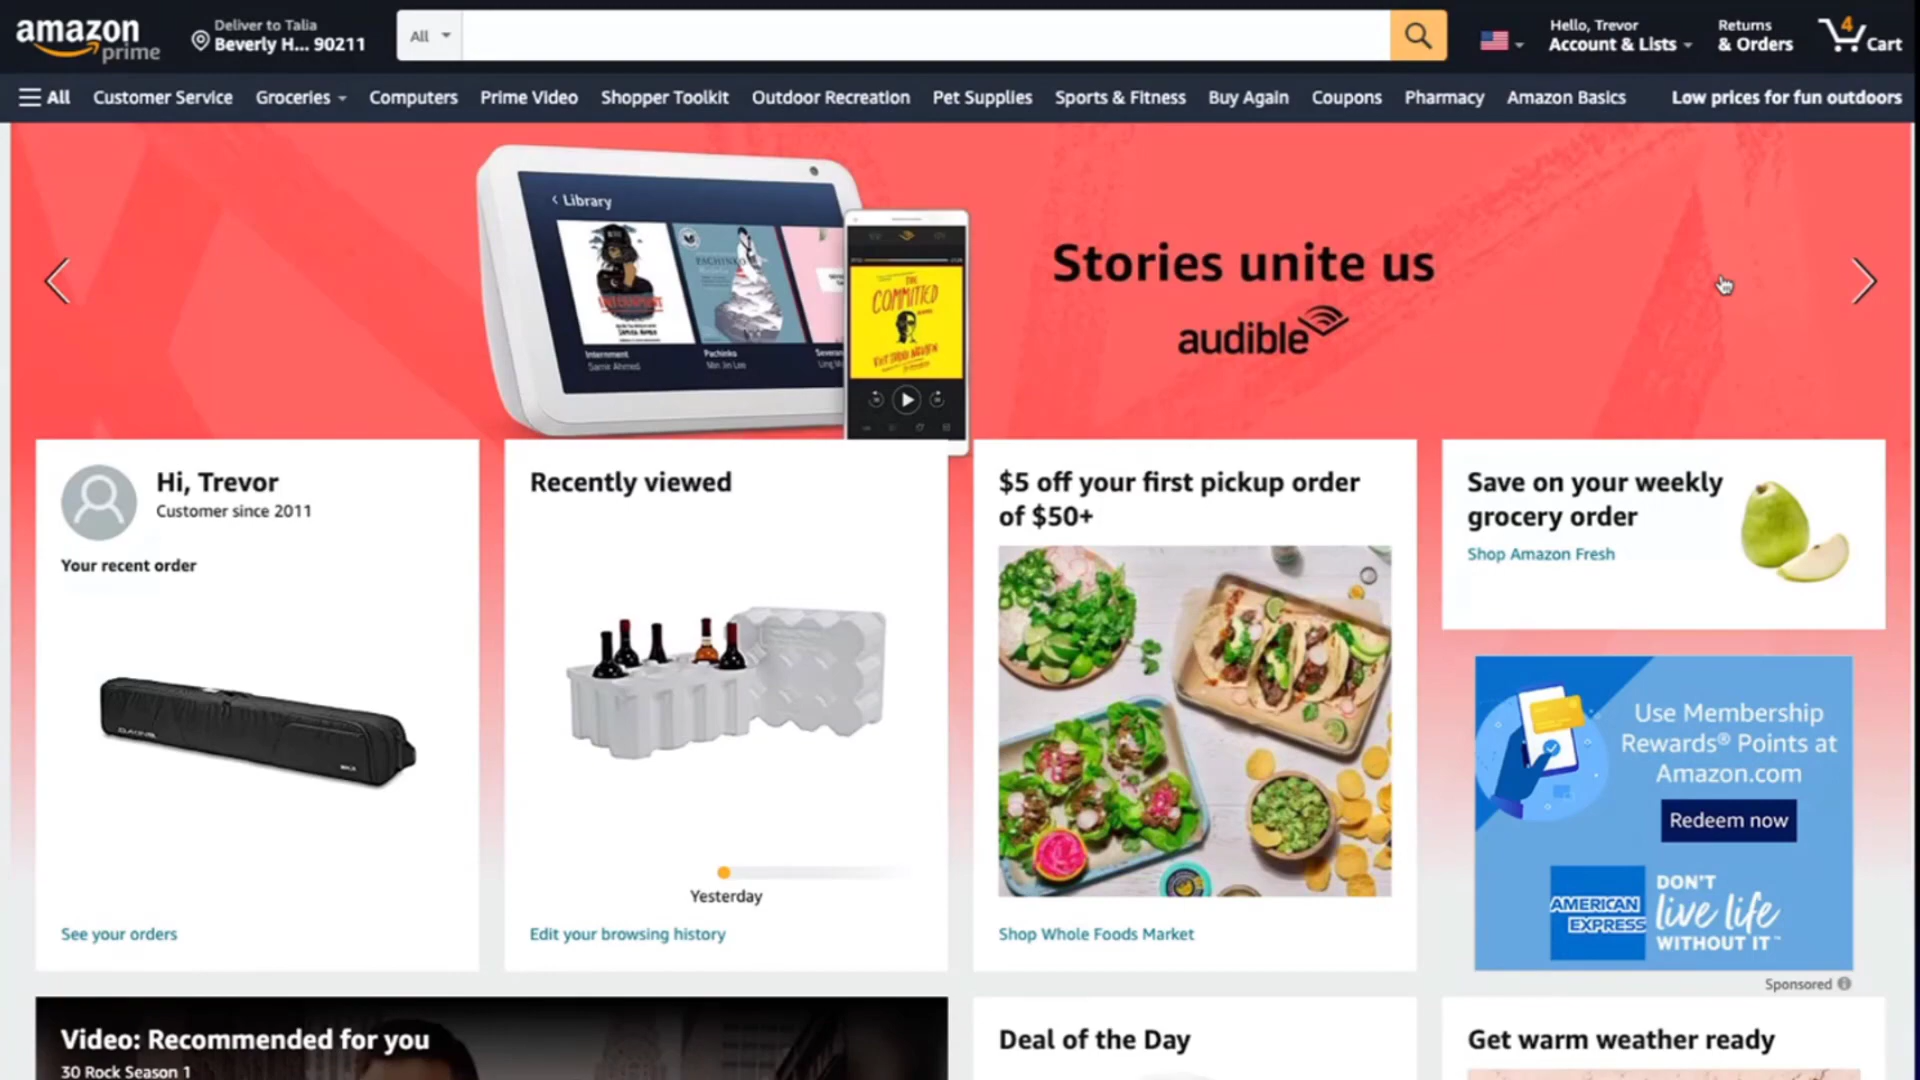 amazon
prime
Deliver to Talia
Beverly H... 90211
All
Hello, Trevor
Account & Lists
Returns
& Orders
4
Cart
All
Customer Service
Groceries
Computers
Prime Video
Shopper Toolkit
Outdoor Recreation
Pet Supplies
Sports & Fitness
Buy Again
Coupons
Pharmacy
Amazon Basics
Low prices for fun outdoors
Library
INTERNMENT
PACHINKO
Internment
Samir Ahmed
Pachinko
Min Jin Lee
THE
COMMITTED
VIET THANH NGUYEN
Stories unite us
audible
Hi, Trevor
Customer since 2011
Your recent order
DAKINE
See your orders
Recently viewed
Yesterday
Edit your browsing history
$5 off your first pickup order
of $50+
Shop Whole Foods Market
Save on your weekly
grocery order
Shop Amazon Fresh
Use Membership
Rewards® Points at
Amazon.com
Redeem now
AMERICAN
EXPRESS
DON'T
live life
WITHOUT IT™
Sponsored
Video: Recommended for you
30 Rock Season 1
Deal of the Day
Get warm weather ready